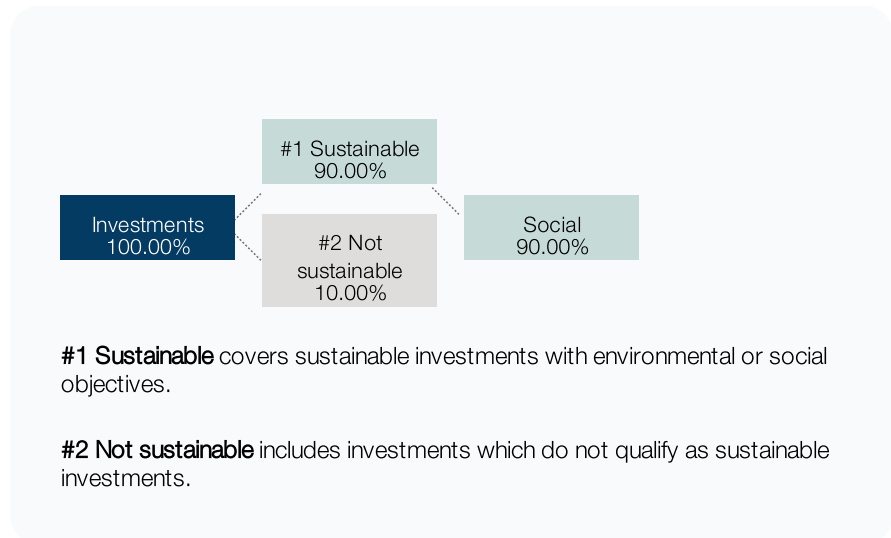 #1 Sustainable
90.00%
Investments
100.00%
#2 Not
sustainable
10.00%
Social
90.00%
#1 Sustainable covers sustainable investments with environmental or social
objectives.
#2 Not sustainable includes investments which do not qualify as sustainable
investments.